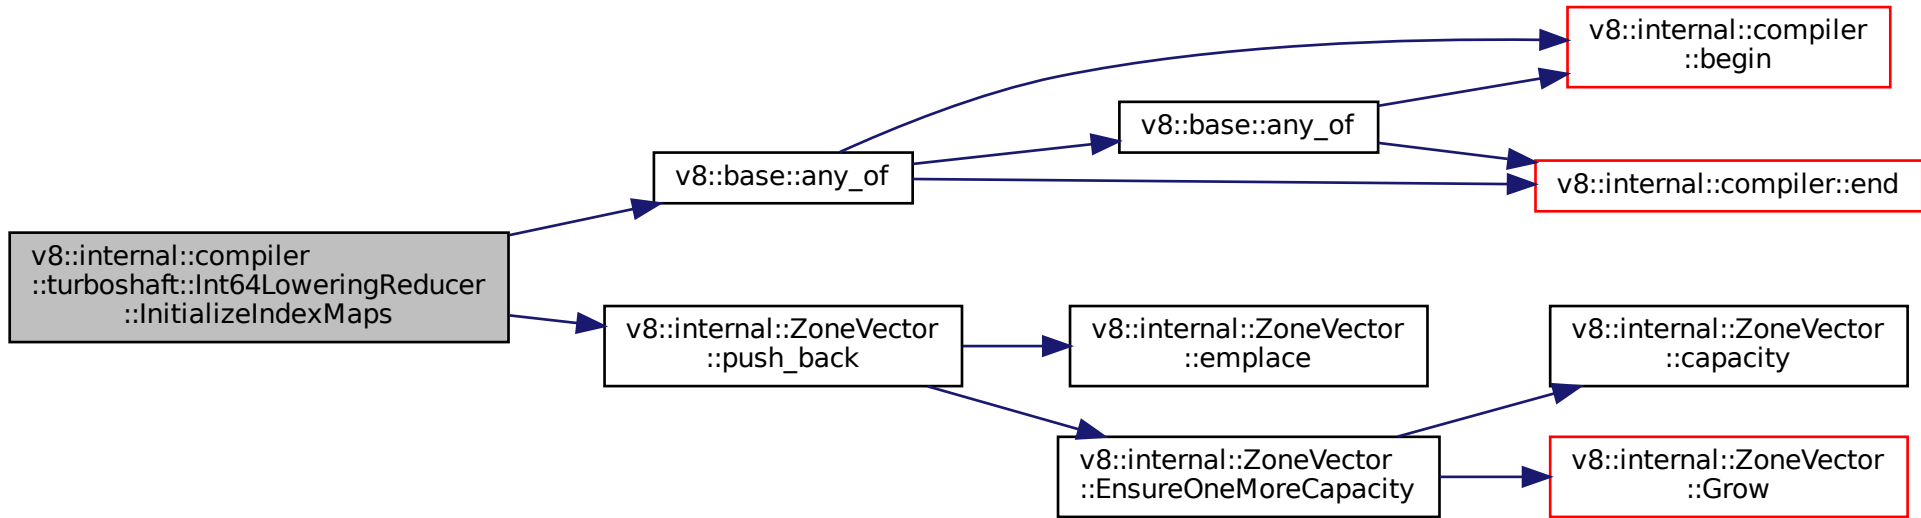 v8::internal::compiler
::turboshaft::Int64LoweringReducer
::InitializeIndexMaps
v8::base::any_of
v8::internal::compiler
::begin
v8::base::any_of
v8::internal::compiler::end
v8::internal::ZoneVector
::push_back
v8::internal::ZoneVector
::emplace
v8::internal::ZoneVector
::EnsureOneMoreCapacity
v8::internal::ZoneVector
::capacity
v8::internal::ZoneVector
::Grow